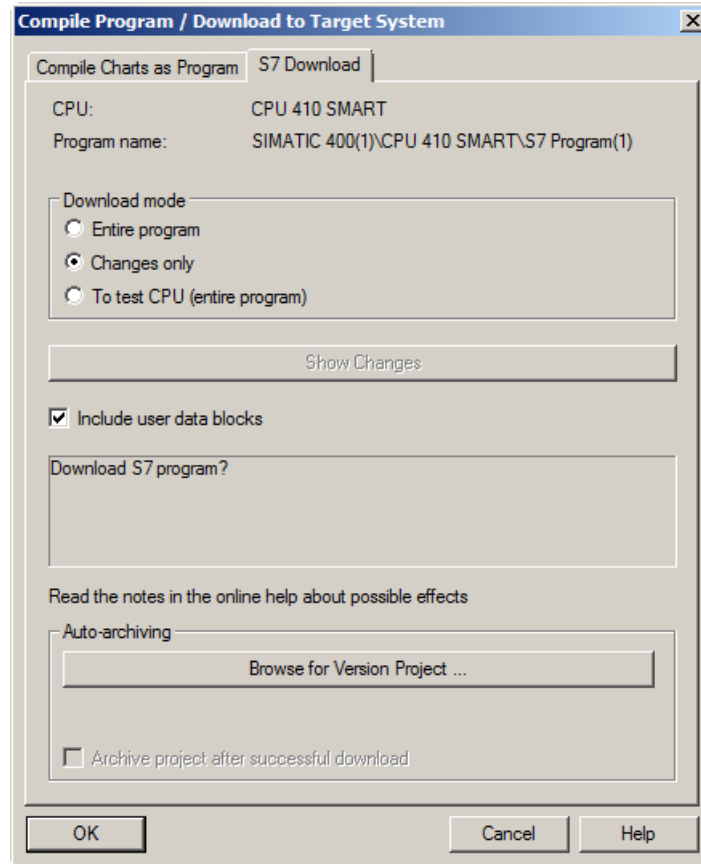 Compile Program / Download to Target System
Compile Charts as Program
S7 Download
CPU: CPU 410 SMART
Program name: SIMATIC 400(1)\CPU 410 SMART\S7 Program(1)
Download mode
Entire program
Changes only
To test CPU (entire program)
Show Changes
Include user data blocks
Download S7 program?
Read the notes in the online help about possible effects
Auto-archiving
Browse for Version Project ...
Archive project after successful download
OK
Cancel
Help